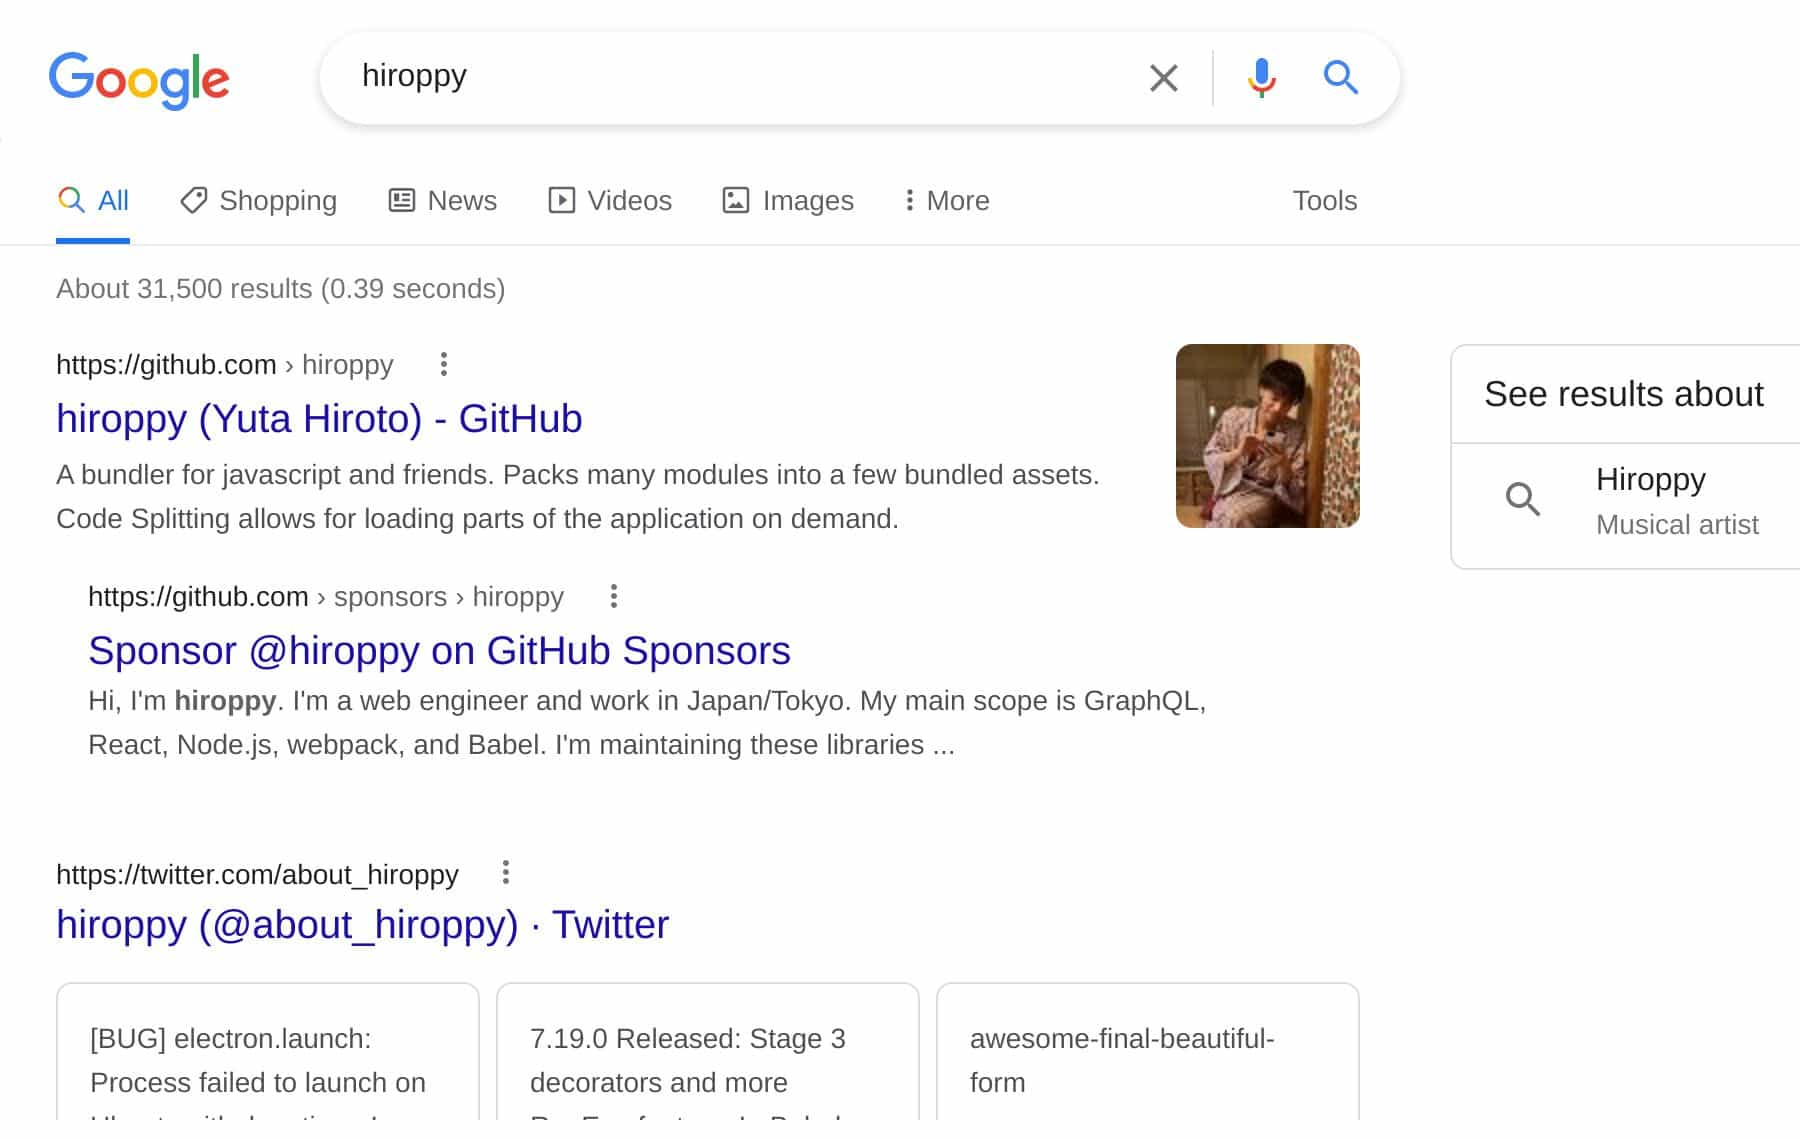 Google
hiroppy
All Shopping News Videos Images More Tools
About 31,500 results (0.39 seconds)
https://github.com › hiroppy
hiroppy (Yuta Hiroto) - GitHub
A bundler for javascript and friends. Packs many modules into a few bundled assets.
Code Splitting allows for loading parts of the application on demand.
https://github.com › sponsors › hiroppy
Sponsor @hiroppy on GitHub Sponsors
Hi, I'm hiroppy. I'm a web engineer and work in Japan/Tokyo. My main scope is GraphQL,
React, Node.js, webpack, and Babel. I'm maintaining these libraries ...
https://twitter.com/about_hiroppy
hiroppy (@about_hiroppy) · Twitter
[BUG] electron.launch:
Process failed to launch on
7.19.0 Released: Stage 3
decorators and more
awesome-final-beautiful-
form
See results about
Hiroppy
Musical artist